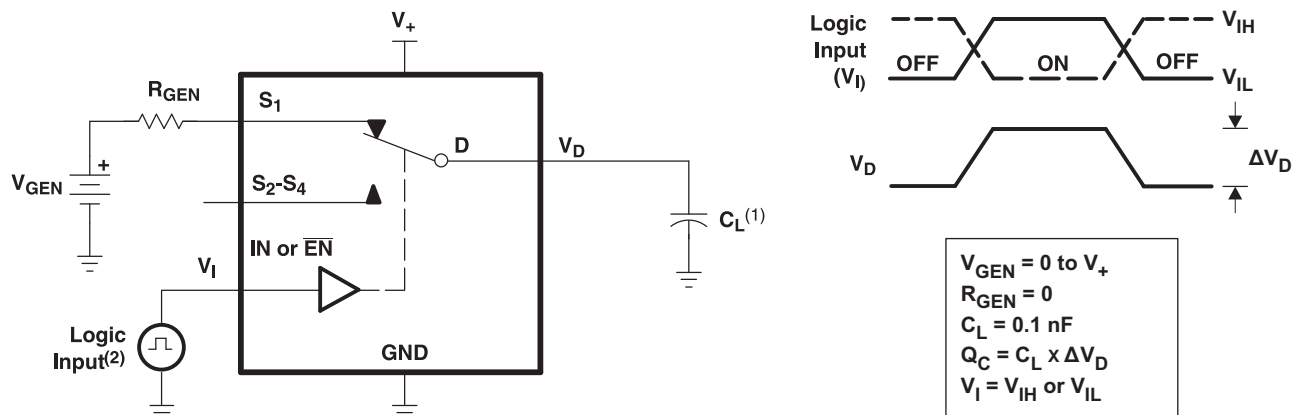 V+
RGEN
S1
D
VD
VGEN
+
S2-S4
CL(1)
IN or EN
VI
Logic
Input(2)
GND
Logic
Input
(VI)
OFF
ON
OFF
VIH
VIL
VD
ΔVD
VGEN = 0 to V+
RGEN = 0
CL = 0.1 nF
QC = CL x ΔVD
VI = VIH or VIL